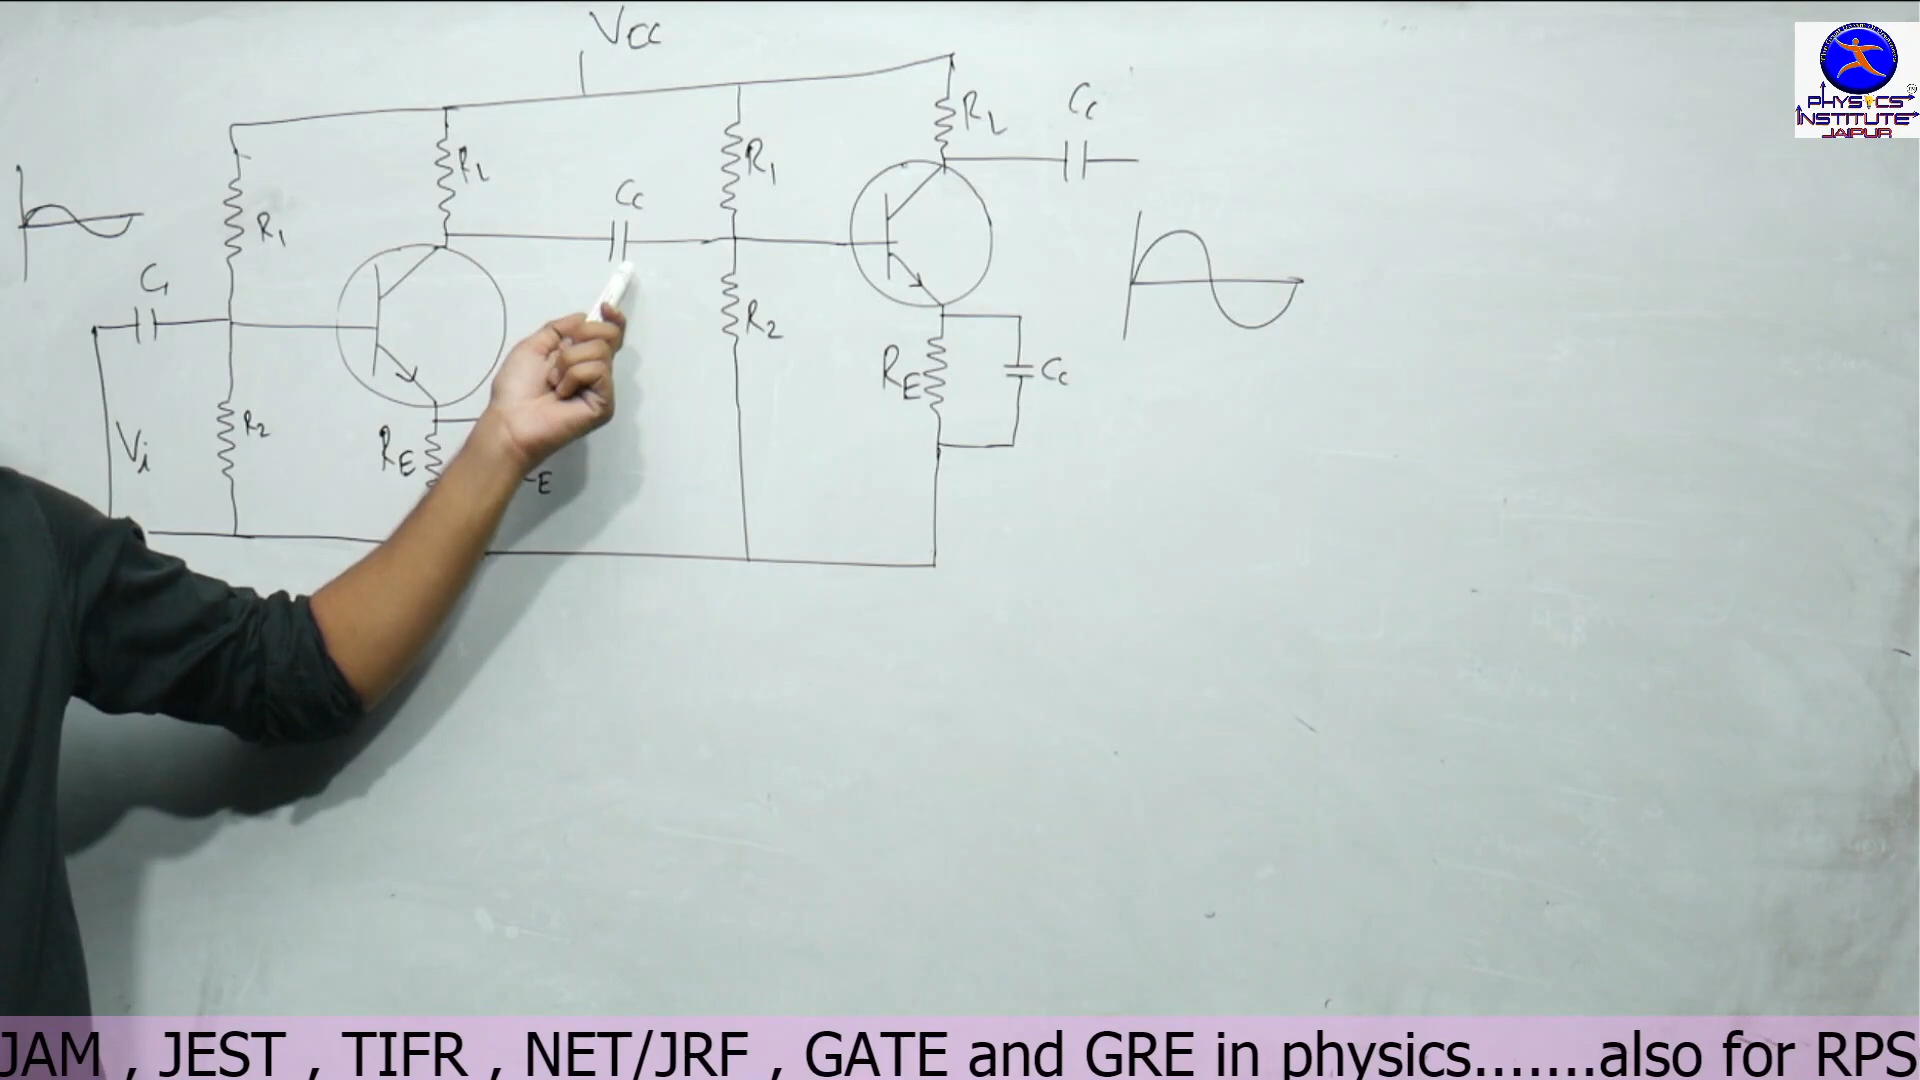 Vcc
RL
Cc
R1
RL
R1
Cc
R1
C1
R2
RE
Cc
R2
Vi
RE
E
PHYSICS
INSTITUTE
JAIPUR
JAM , JEST , TIFR , NET/JRF , GATE and GRE in physics.......also for RPS